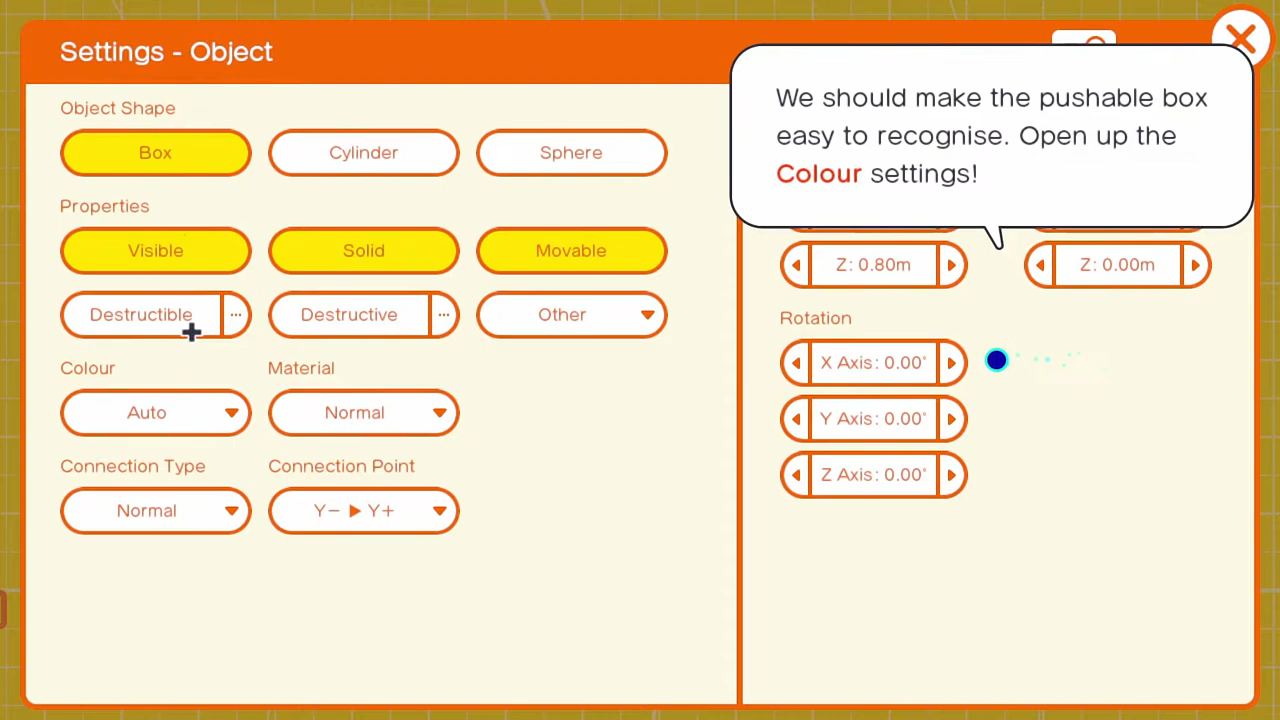 Settings - Object
We should make the pushable box
easy to recognise. Open up the
Colour settings!
Object Shape
Box
Cylinder
Sphere
Properties
Visible
Solid
Movable
Destructible ...
Destructive ...
Other
Colour
Material
Auto
Normal
Connection Type
Connection Point
Normal
Y− ▶ Y+
Z: 0.80m
Z: 0.00m
Rotation
X Axis: 0.00°
Y Axis: 0.00°
Z Axis: 0.00°